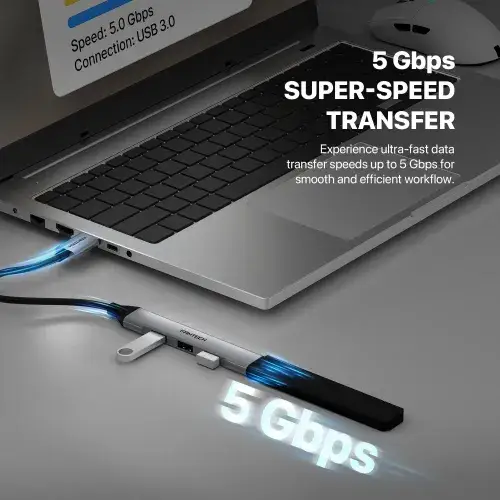 Speed: 5.0 Gbps
Connection: USB 3.0
5 Gbps
SUPER-SPEED
TRANSFER
Experience ultra-fast data
transfer speeds up to 5 Gbps for
smooth and efficient workflow.
FANTECH
5 Gbps